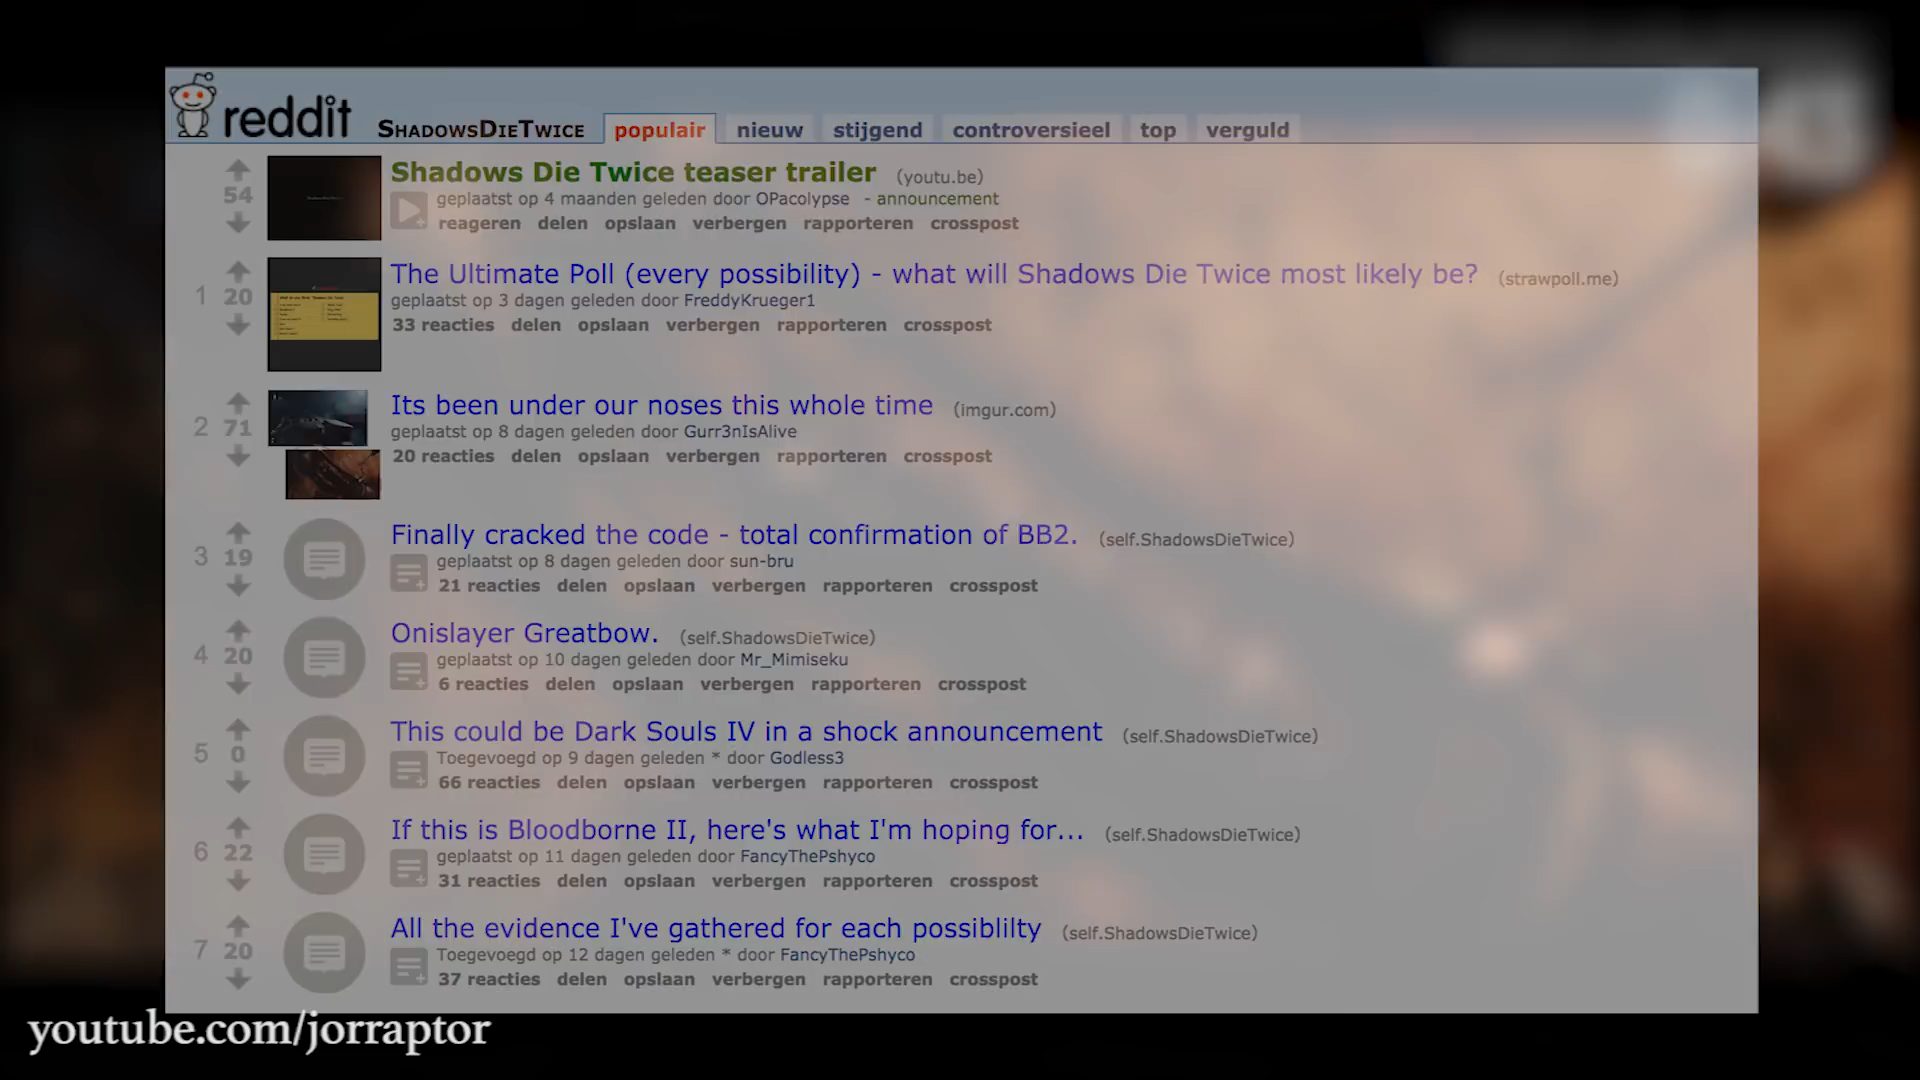 reddit SHADOWSDIETWICE populair nieuw stijgend controversieel top verguld
54
Shadows Die Twice teaser trailer (youtu.be)
geplaatst op 4 maanden geleden door OPacolypse - announcement
reageren delen opslaan verbergen rapporteren crosspost
1 20
The Ultimate Poll (every possibility) - what will Shadows Die Twice most likely be? (strawpoll.me)
geplaatst op 3 dagen geleden door FreddyKrueger1
33 reacties delen opslaan verbergen rapporteren crosspost
2 71
Its been under our noses this whole time (imgur.com)
geplaatst op 8 dagen geleden door Gurr3nIsAlive
20 reacties delen opslaan verbergen rapporteren crosspost
3 19
Finally cracked the code - total confirmation of BB2. (self.ShadowsDieTwice)
geplaatst op 8 dagen geleden door sun-bru
21 reacties delen opslaan verbergen rapporteren crosspost
4 20
Onislayer Greatbow. (self.ShadowsDieTwice)
geplaatst op 10 dagen geleden door Mr_Mimiseku
6 reacties delen opslaan verbergen rapporteren crosspost
5 0
This could be Dark Souls IV in a shock announcement (self.ShadowsDieTwice)
Toegevoegd op 9 dagen geleden * door Godless3
66 reacties delen opslaan verbergen rapporteren crosspost
6 22
If this is Bloodborne II, here's what I'm hoping for... (self.ShadowsDieTwice)
geplaatst op 11 dagen geleden door FancyThePshyco
31 reacties delen opslaan verbergen rapporteren crosspost
7 20
All the evidence I've gathered for each possiblilty (self.ShadowsDieTwice)
Toegevoegd op 12 dagen geleden * door FancyThePshyco
37 reacties delen opslaan verbergen rapporteren crosspost
youtube.com/jorraptor